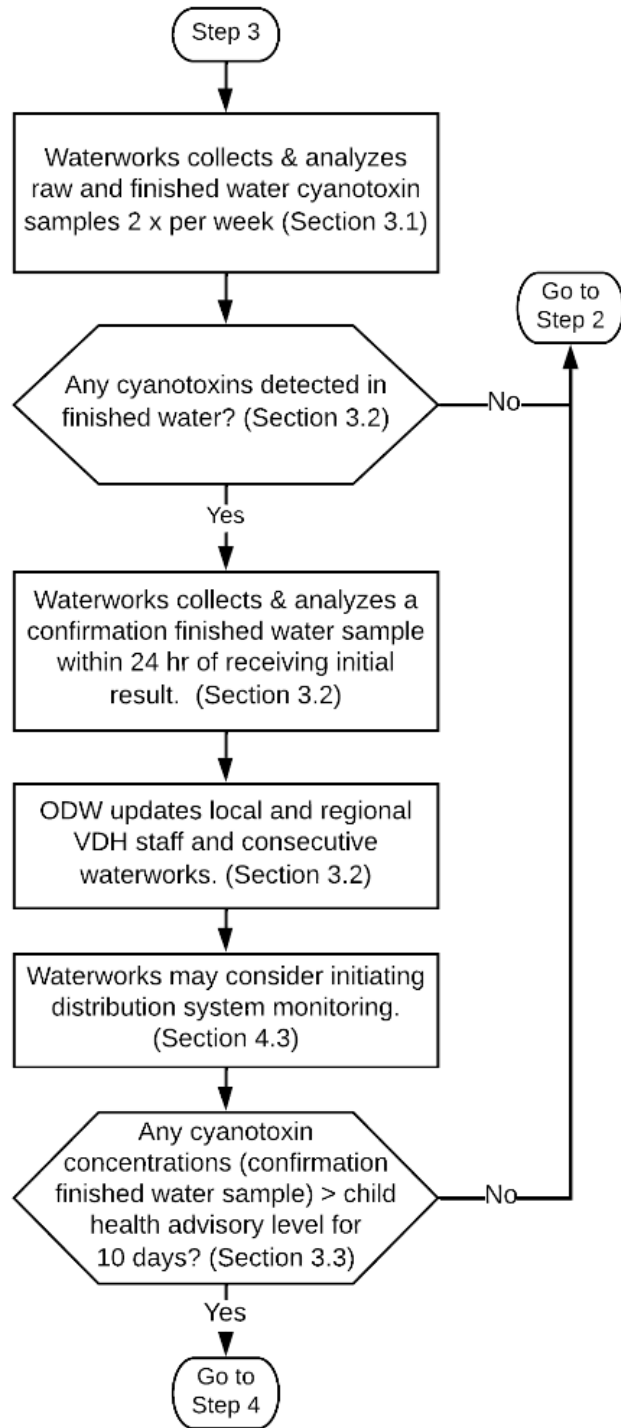 Step 3
Waterworks collects & analyzes
raw and finished water cyanotoxin
samples 2 x per week (Section 3.1)
Go to
Step 2
Any cyanotoxins detected in
finished water? (Section 3.2)
No
Yes
Waterworks collects & analyzes a
confirmation finished water sample
within 24 hr of receiving initial
result.  (Section 3.2)
ODW updates local and regional
VDH staff and consecutive
waterworks. (Section 3.2)
Waterworks may consider initiating
distribution system monitoring.
(Section 4.3)
Any cyanotoxin
concentrations (confirmation
finished water sample) > child
health advisory level for
10 days? (Section 3.3)
No
Yes
Go to
Step 4